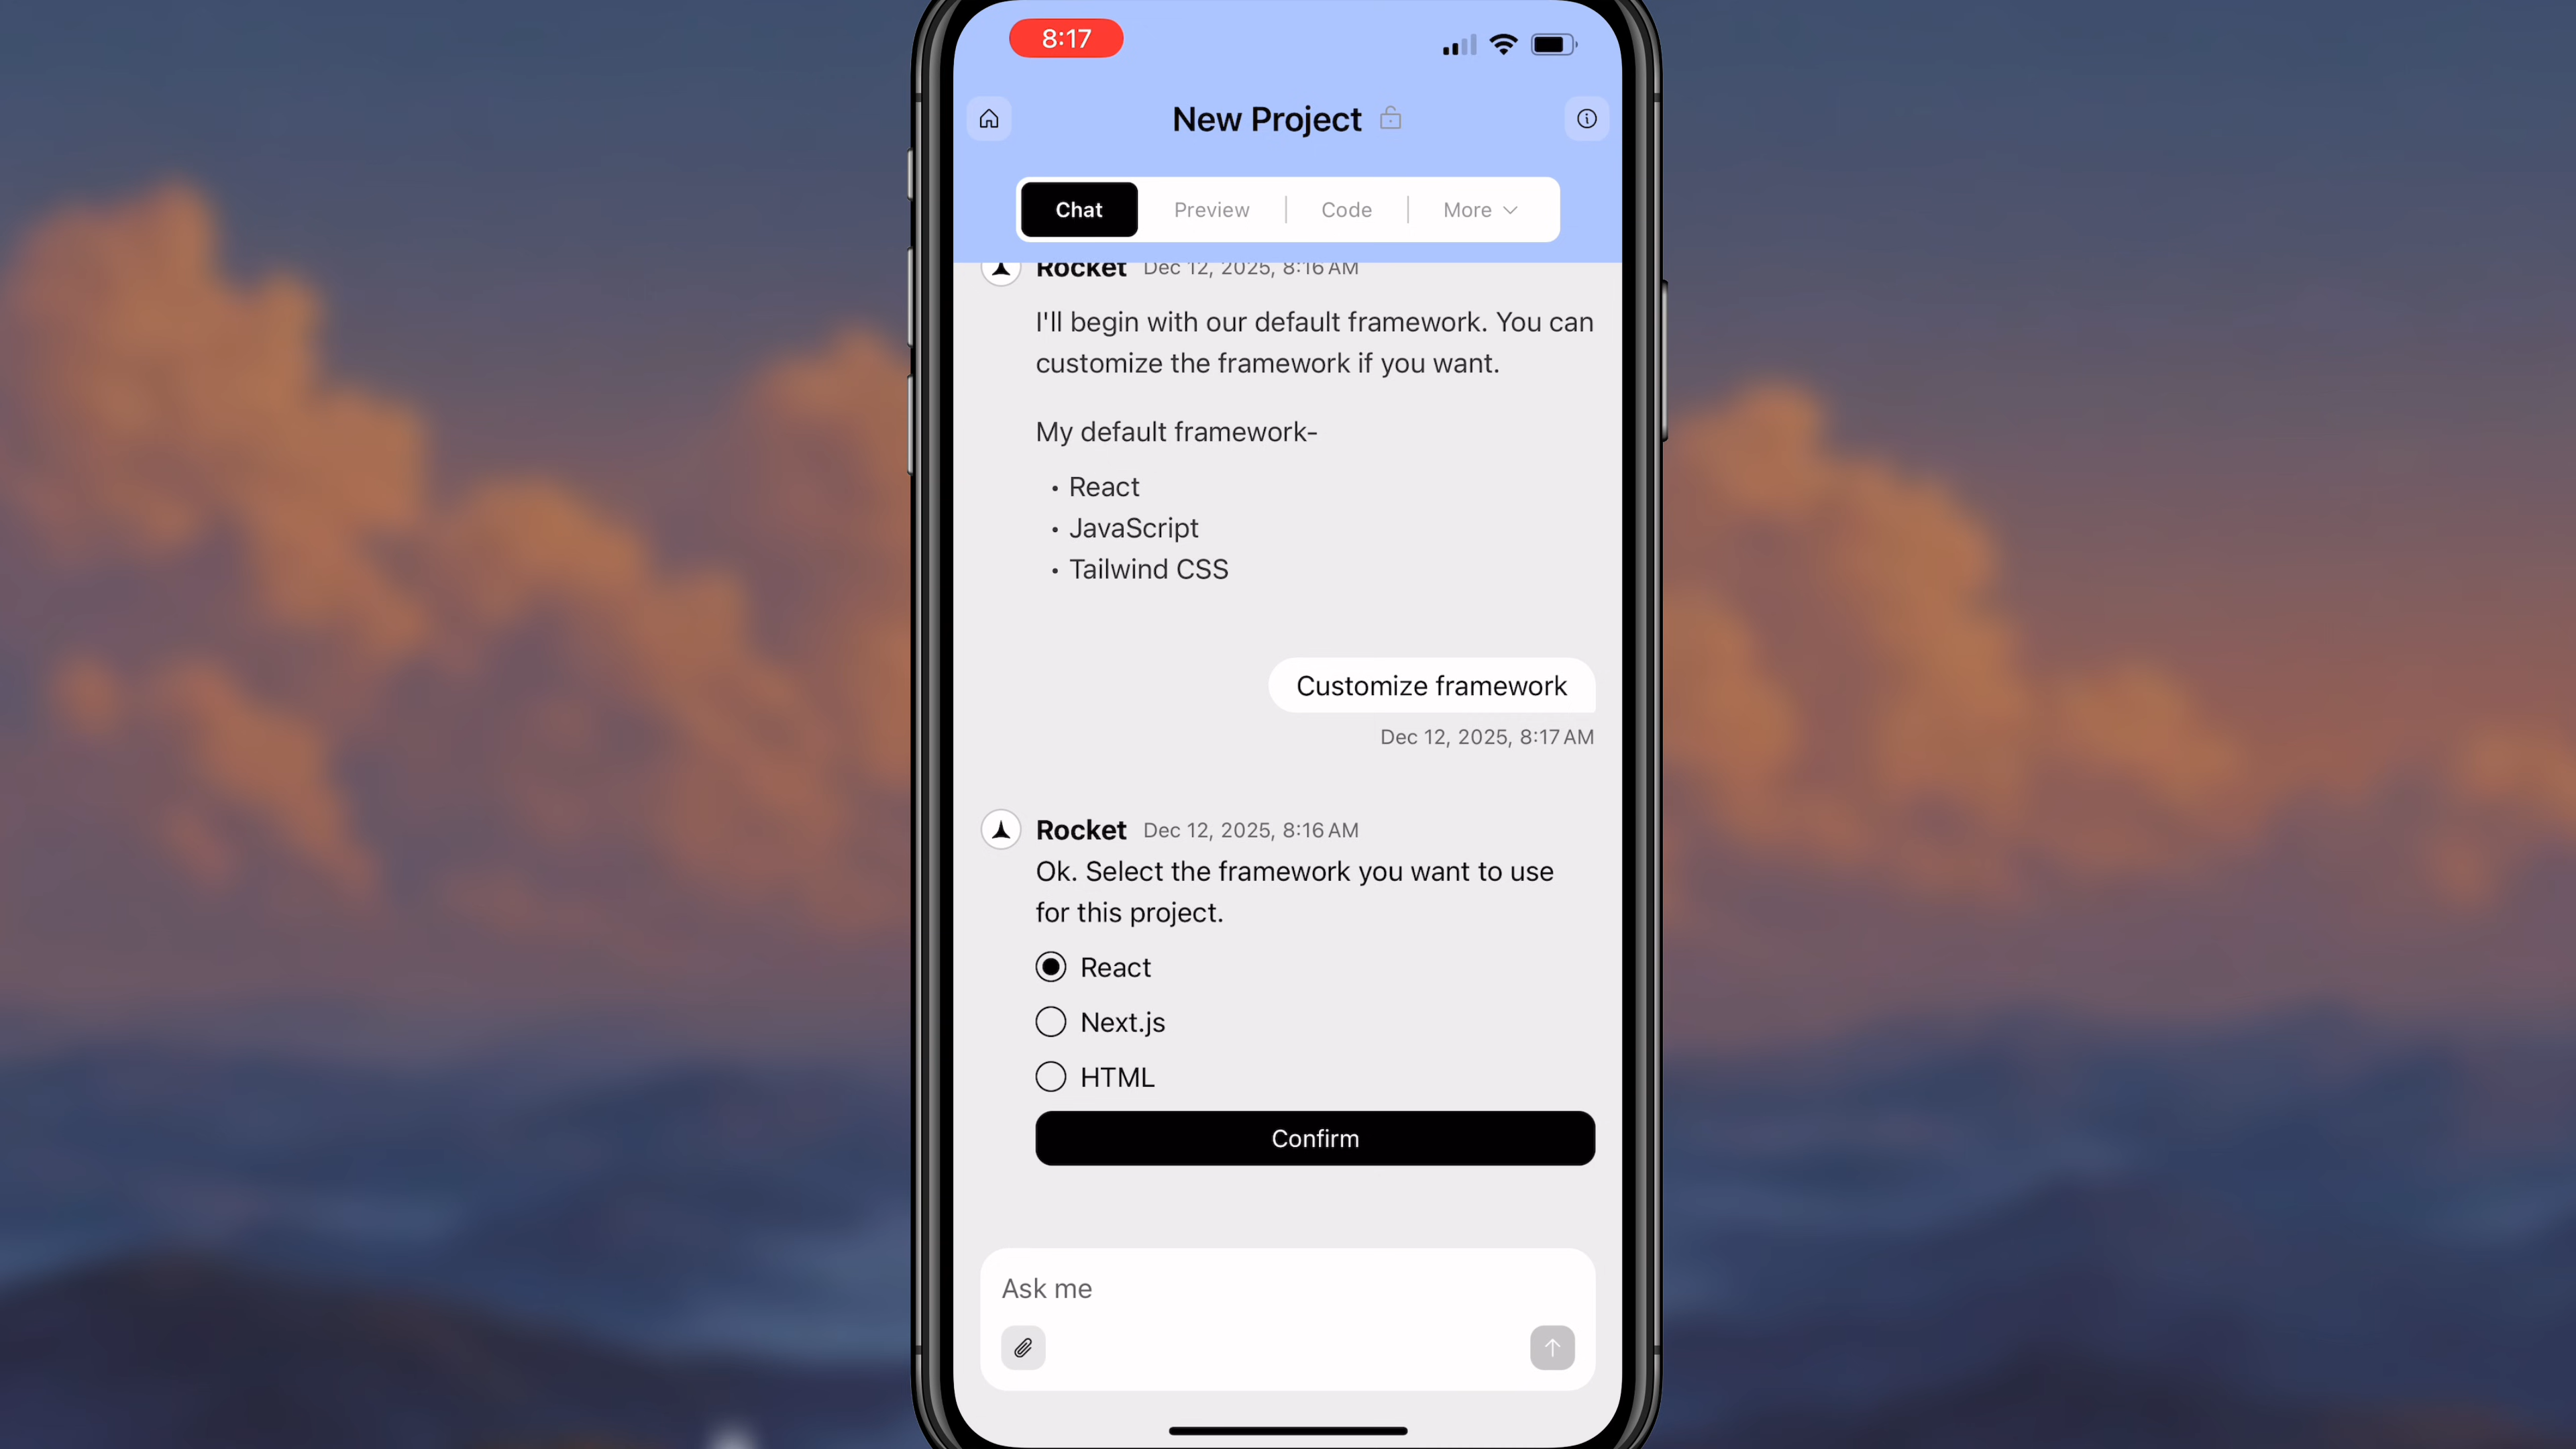 8:17
New Project
Chat
Preview
Code
More
Rocket Dec 12, 2025, 8:16 AM
I'll begin with our default framework. You can
customize the framework if you want.
My default framework-
• React
• JavaScript
• Tailwind CSS
Customize framework
Dec 12, 2025, 8:17 AM
Rocket Dec 12, 2025, 8:16 AM
Ok. Select the framework you want to use
for this project.
React
Next.js
HTML
Confirm
Ask me